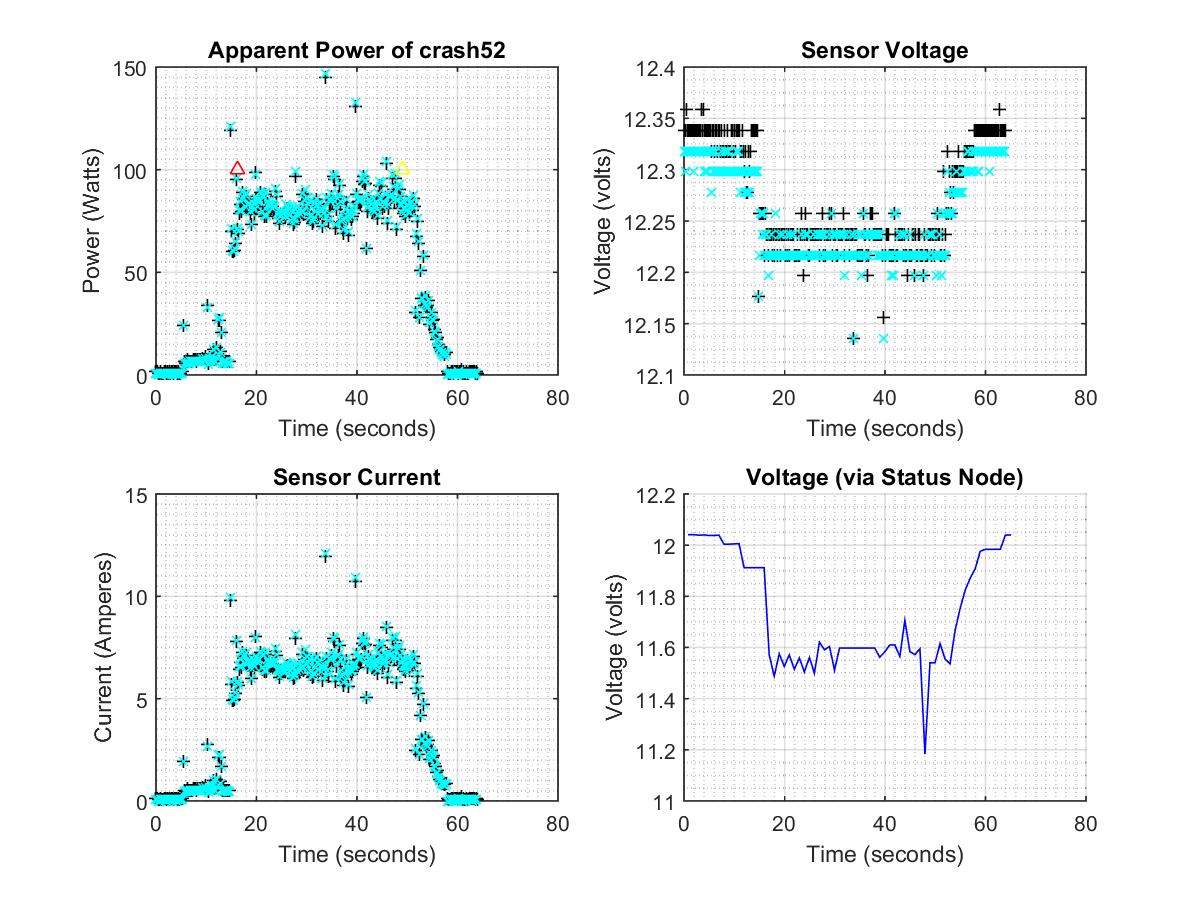 Apparent Power of crash52
150
100
50
0
0 20 40 60 80
Power (Watts)
Time (seconds)
Sensor Voltage
12.4
12.35
12.3
12.25
12.2
12.15
12.1
0 20 40 60 80
Voltage (volts)
Time (seconds)
Sensor Current
15
10
5
0
0 20 40 60 80
Current (Amperes)
Time (seconds)
Voltage (via Status Node)
12.2
12
11.8
11.6
11.4
11.2
11
0 20 40 60 80
Voltage (volts)
Time (seconds)